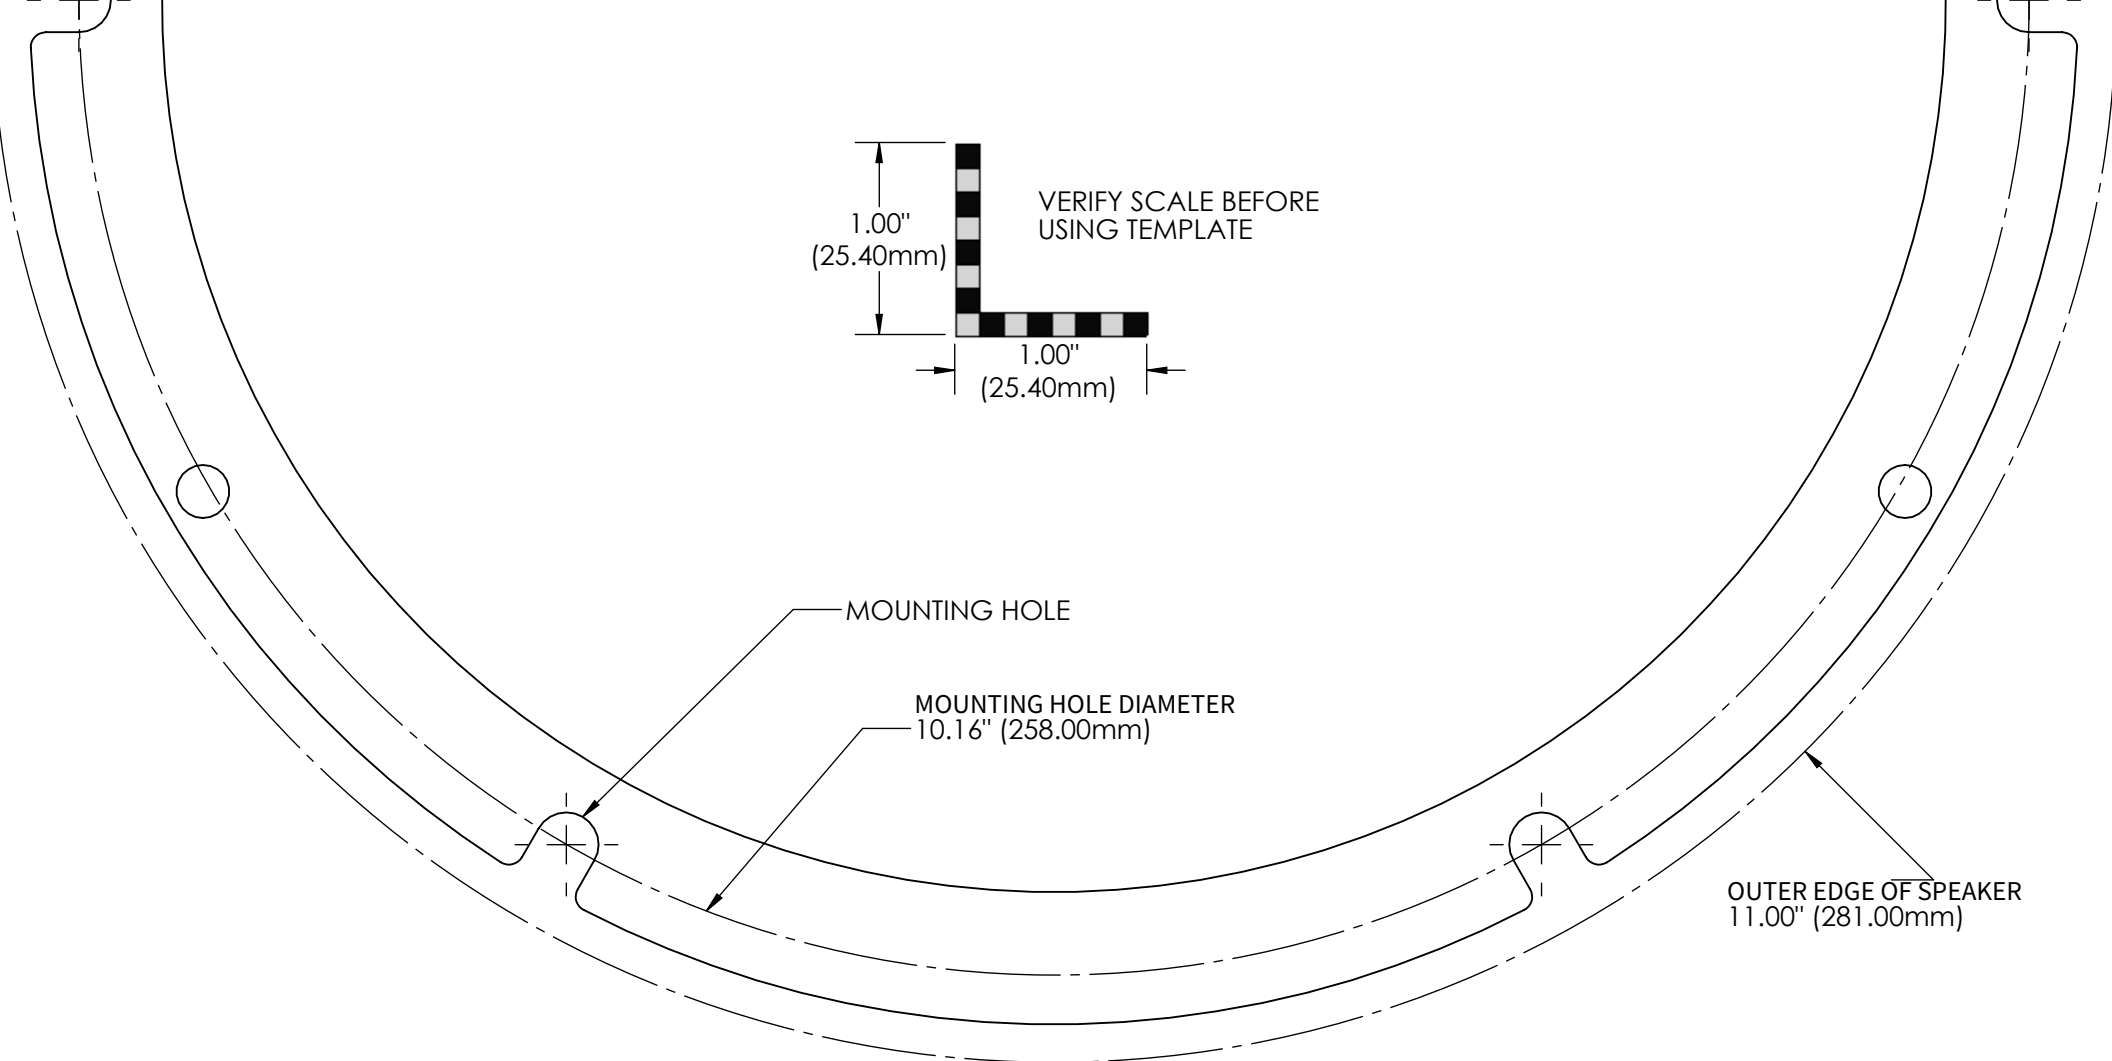 1.00"
(25.40mm)
VERIFY SCALE BEFORE
USING TEMPLATE
1.00"
(25.40mm)
MOUNTING HOLE
MOUNTING HOLE DIAMETER
10.16" (258.00mm)
OUTER EDGE OF SPEAKER
11.00" (281.00mm)